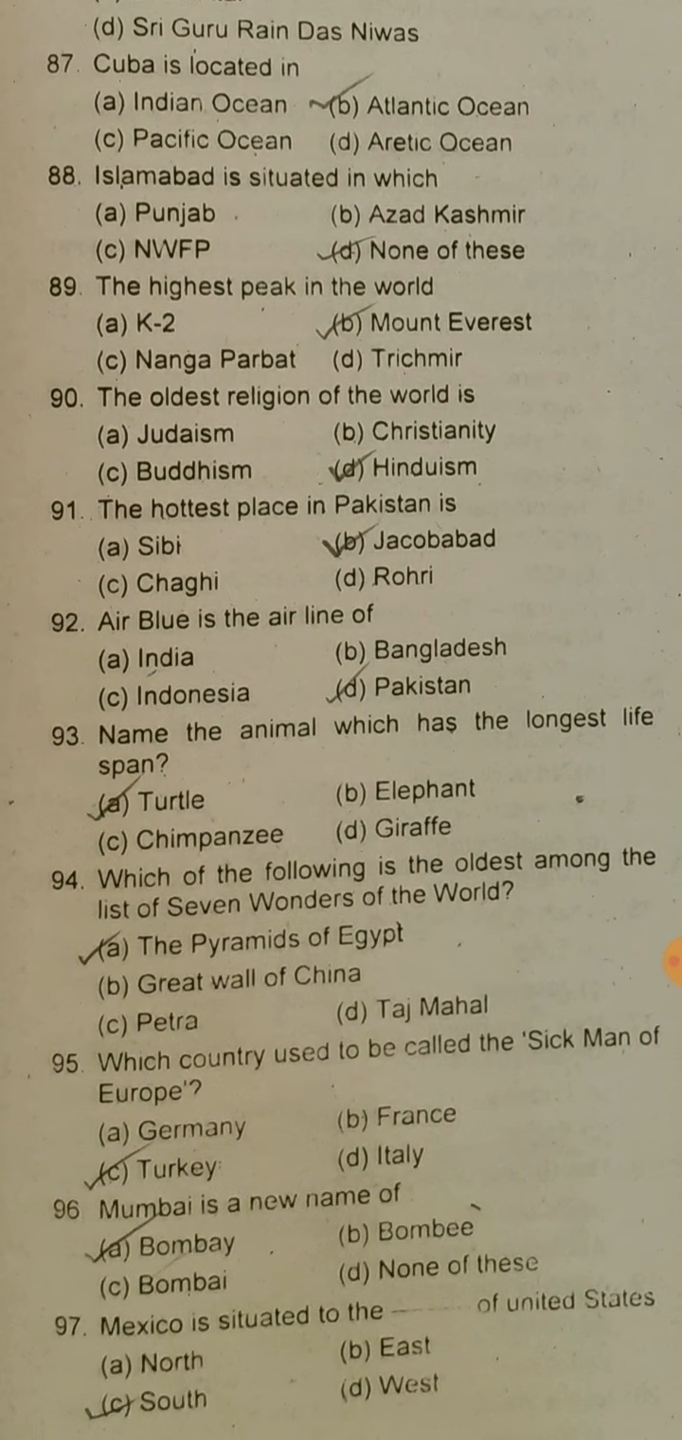 (d) Sri Guru Rain Das Niwas
87. Cuba is located in
(a) Indian Ocean (b) Atlantic Ocean
(c) Pacific Ocean (d) Aretic Ocean
88. Islamabad is situated in which
(a) Punjab (b) Azad Kashmir
(c) NWFP (d) None of these
89. The highest peak in the world
(a) K-2 (b) Mount Everest
(c) Nanga Parbat (d) Trichmir
90. The oldest religion of the world is
(a) Judaism (b) Christianity
(c) Buddhism (d) Hinduism
91. The hottest place in Pakistan is
(a) Sibi (b) Jacobabad
(c) Chaghi (d) Rohri
92. Air Blue is the air line of
(a) India (b) Bangladesh
(c) Indonesia (d) Pakistan
93. Name the animal which has the longest life
span?
(a) Turtle (b) Elephant
(c) Chimpanzee (d) Giraffe
94. Which of the following is the oldest among the
list of Seven Wonders of the World?
(a) The Pyramids of Egypt
(b) Great wall of China
(c) Petra (d) Taj Mahal
95. Which country used to be called the 'Sick Man of
Europe'?
(a) Germany (b) France
(c) Turkey (d) Italy
96 Mumbai is a new name of
(a) Bombay (b) Bombee
(c) Bombai (d) None of these
97. Mexico is situated to the ——— of united States
(a) North (b) East
(c) South (d) West